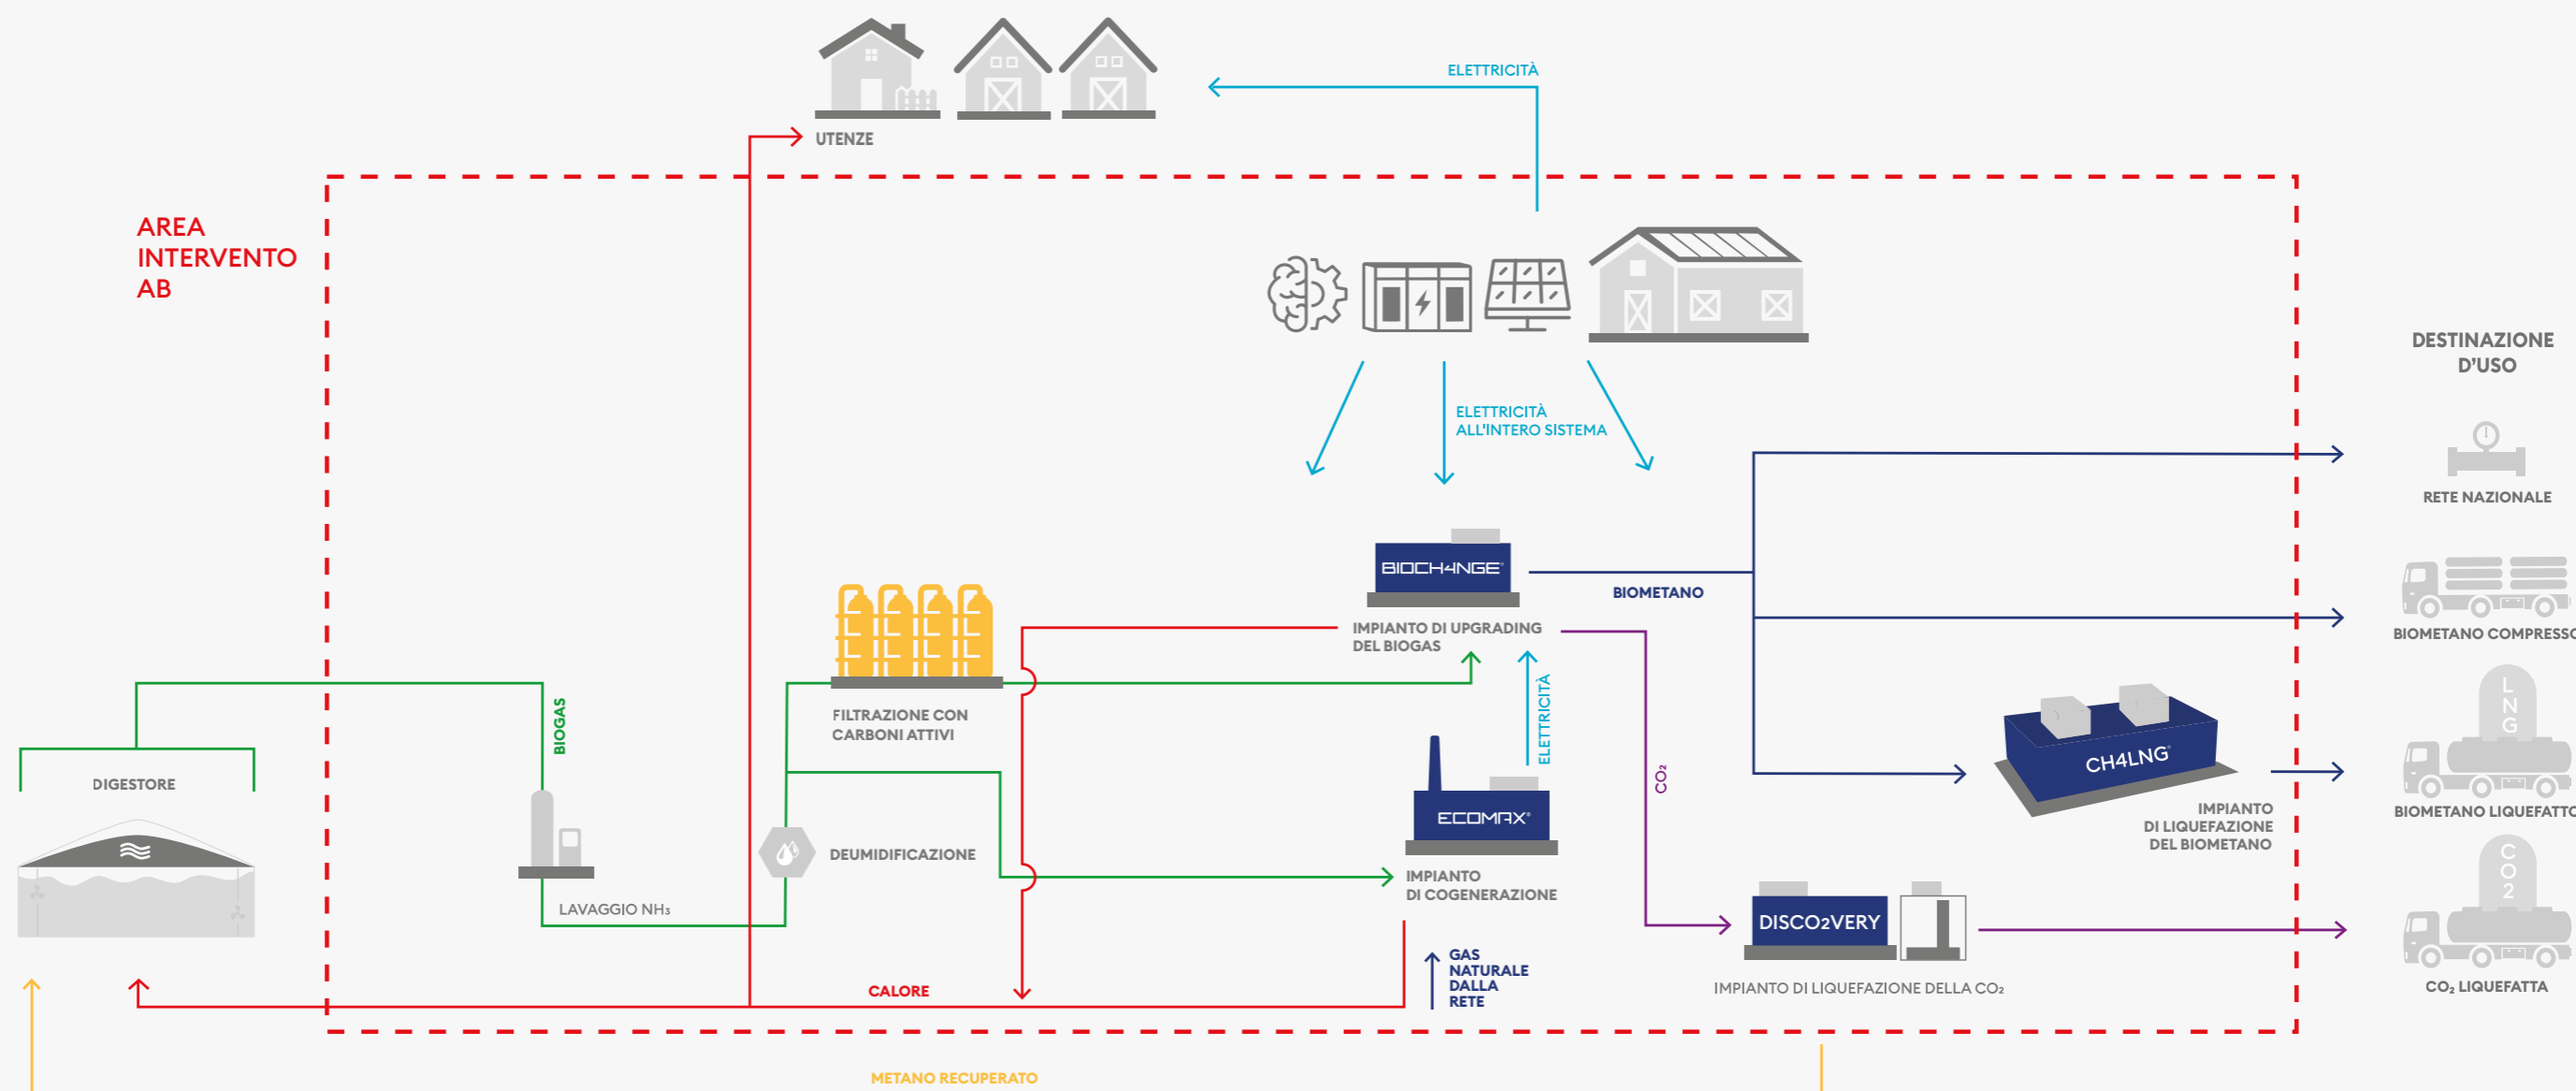 ELETTRICITÀ
UTENZE
AREA
INTERVENTO
AB
DESTINAZIONE
D'USO
ELETTRICITÀ
ALL'INTERO SISTEMA
RETE NAZIONALE
BIOCH4NGE®
BIOMETANO
IMPIANTO DI UPGRADING
DEL BIOGAS
BIOMETANO COMPRESSO
BIOGAS
FILTRAZIONE CON
CARBONI ATTIVI
ELETTRICITÀ
CO₂
LNG
CH4LNG®
DIGESTORE
ECOMAX®
IMPIANTO
DI LIQUEFAZIONE
DEL BIOMETANO
BIOMETANO LIQUEFATTO
DEUMIDIFICAZIONE
IMPIANTO
DI COGENERAZIONE
CO2
LAVAGGIO NH₃
DISCO2VERY
GAS
NATURALE
DALLA
RETE
CALORE
IMPIANTO DI LIQUEFAZIONE DELLA CO₂
CO₂ LIQUEFATTA
METANO RECUPERATO